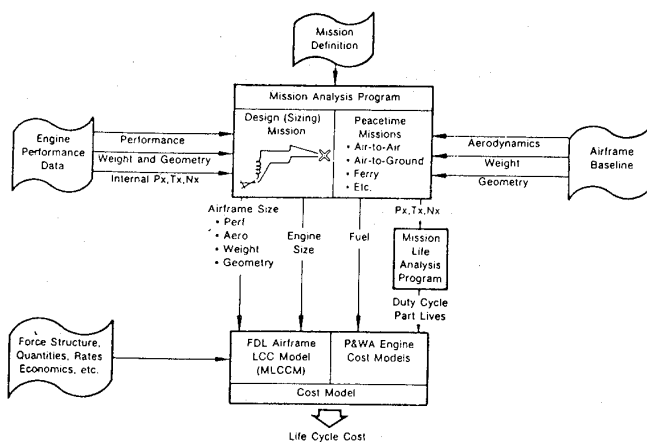 Mission
Definition
Mission Analysis Program
Design (Sizing)
Mission
Peacetime
Missions
• Air-to-Air
• Air-to-Ground
• Ferry
• Etc.
Engine
Performance
Data
Performance
Weight and Geometry
Internal Px,Tx,Nx
Aerodynamics
Weight
Geometry
Airframe
Baseline
Airframe Size
• Perf
• Aero
• Weight
• Geometry
Engine
Size
Fuel
Px,Tx,Nx
Mission
Life
Analysis
Program
Duty Cycle
Part Lives
Force Structure,
Quantities, Rates
Economics, etc.
FDL Airframe
LCC Model
(MLCCM)
P&WA Engine
Cost Models
Cost Model
Life Cycle Cost